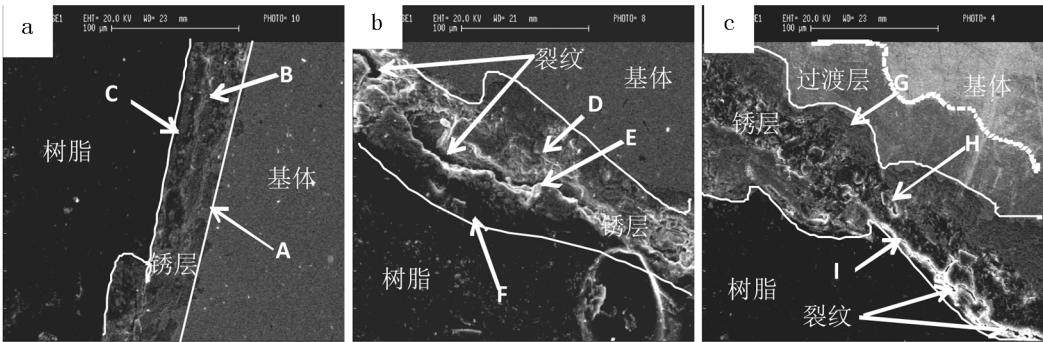 a
EHT= 20.0 KV WD= 23 mm PHOTO= 10
100 μm
C
B
树脂
基体
锈层
A
b
SE1 EHT= 20.0 KV WD= 21 mm PHOTO= 8
100 μm
裂纹
基体
D
E
锈层
树脂
F
c
SE1 EHT= 20.0 KV WD= 23 mm PHOTO= 4
100 μm
过渡层
基体
G
锈层
H
I
树脂
裂纹